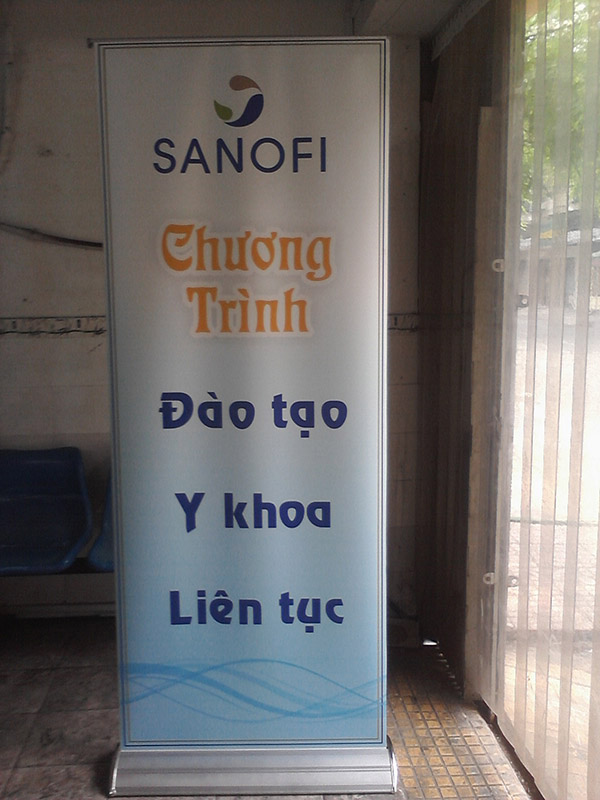 SANOFI
Chương
Trình
Đào tạo
Y khoa
Liên tục